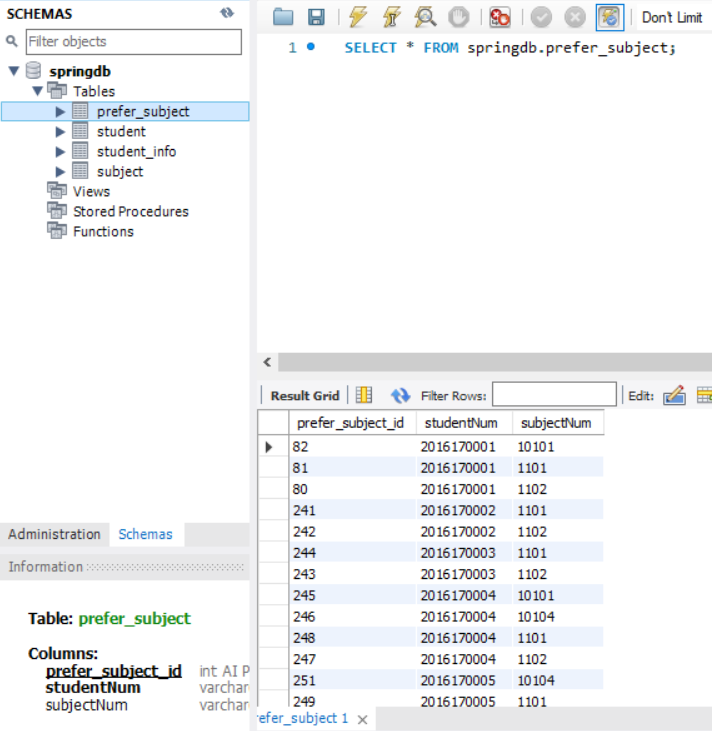 SCHEMAS
Filter objects
springdb
Tables
prefer_subject
student
student_info
subject
Views
Stored Procedures
Functions
Administration Schemas
Information
Table: prefer_subject
Columns:
prefer_subject_id int AI P
studentNum varchar
subjectNum varchar
Don't Limit
1 SELECT * FROM springdb.prefer_subject;
Result Grid Filter Rows: Edit:
prefer_subject_id studentNum subjectNum
82 2016170001 10101
81 2016170001 1101
80 2016170001 1102
241 2016170002 1101
242 2016170002 1102
244 2016170003 1101
243 2016170003 1102
245 2016170004 10101
246 2016170004 10104
248 2016170004 1101
247 2016170004 1102
251 2016170005 10104
249 2016170005 1101
refer_subject 1